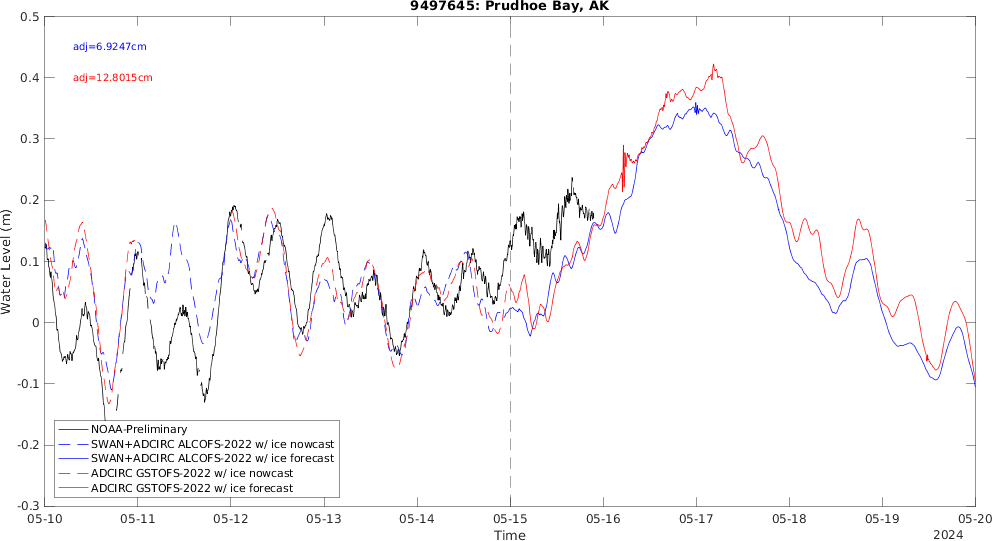 9497645: Prudhoe Bay, AK
adj=6.9247cm
adj=12.8015cm
Water Level (m)
0.5
0.4
0.3
0.2
0.1
0
-0.1
-0.2
-0.3
NOAA-Preliminary
SWAN+ADCIRC ALCOFS-2022 w/ ice nowcast
SWAN+ADCIRC ALCOFS-2022 w/ ice forecast
ADCIRC GSTOFS-2022 w/ ice nowcast
ADCIRC GSTOFS-2022 w/ ice forecast
05-10 05-11 05-12 05-13 05-14 05-15 05-16 05-17 05-18 05-19 05-20
Time
2024